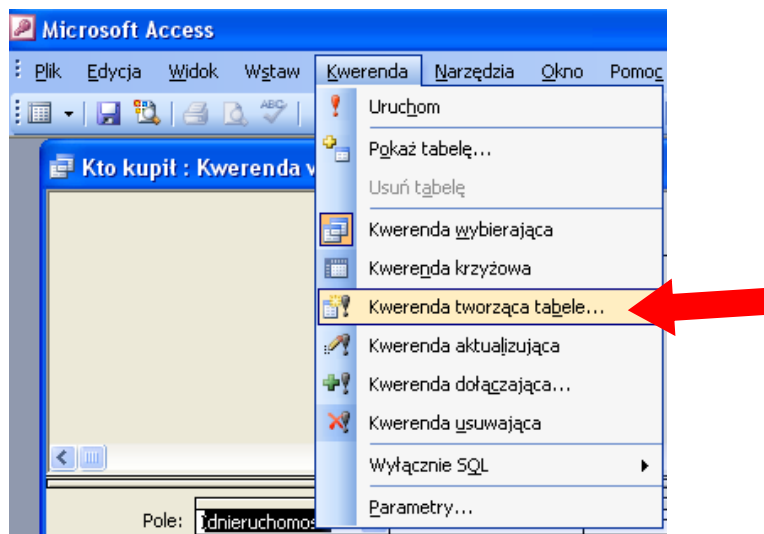 Microsoft Access
Plik Edycja Widok Wstaw Kwerenda Narzędzia Okno Pomoc
ABC
Uruchom
Pokaż tabelę...
Kto kupił : Kwerenda
Usuń tabelę
Kwerenda wybierająca
Kwerenda krzyżowa
Kwerenda tworząca tabele...
Kwerenda aktualizująca
Kwerenda dołączająca...
Kwerenda usuwająca
Wyłącznie SQL
Parametry...
Pole: